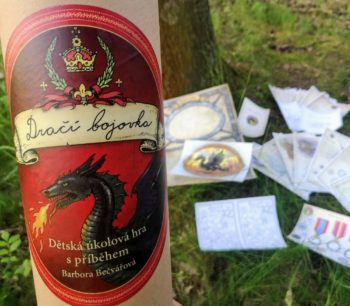 Dračí bojovka
Dětská úkolová hra
s příběhem
Barbora Bečvářová